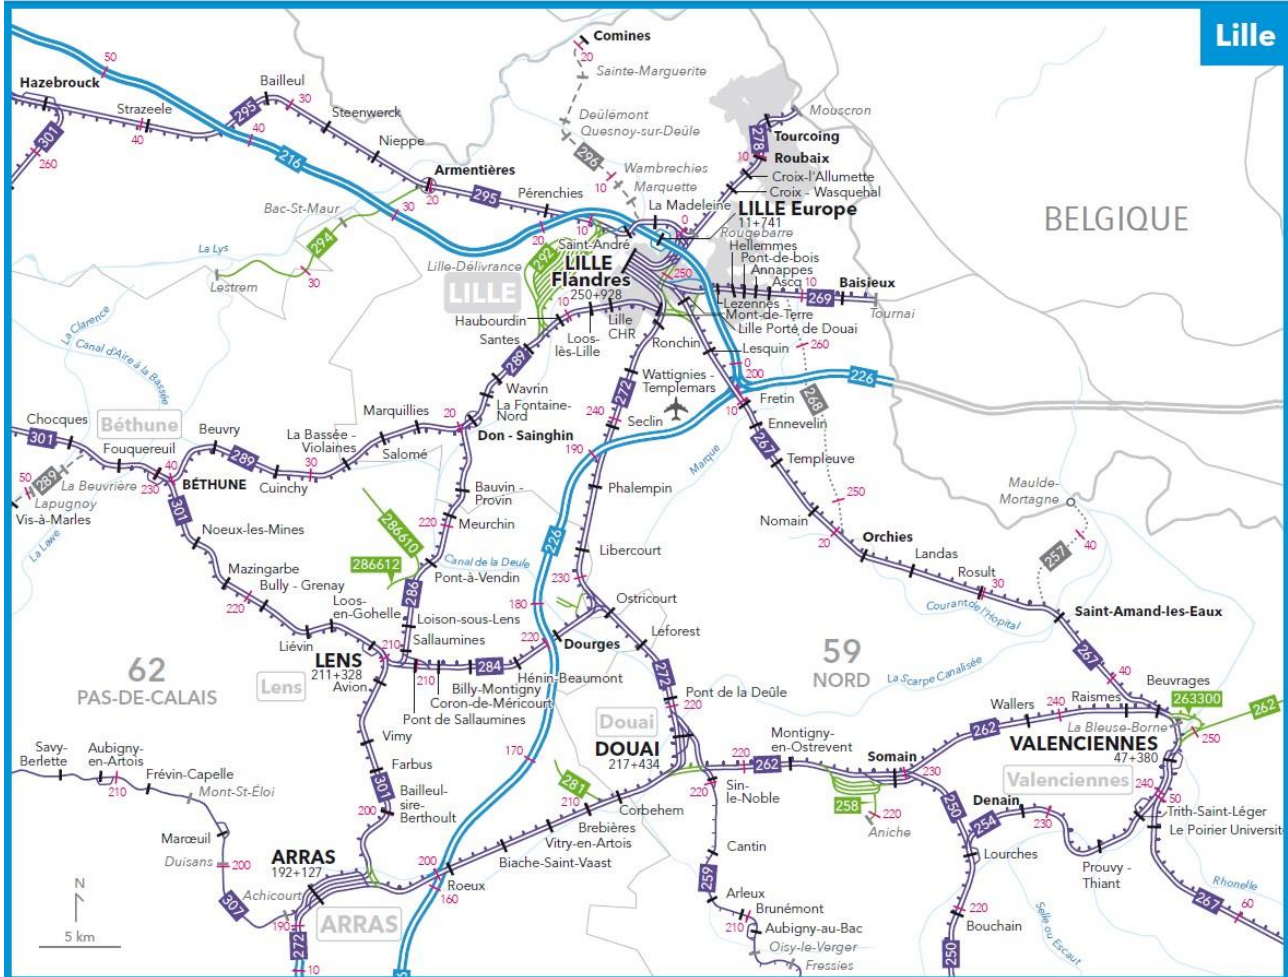 Lille
Comines
20
Sainte-Marguerite
50
Hazebrouck
Bailleul
30
Strazeele
295
Steenwerck
Deûlémont
Quesnoy-sur-Deûle
Mouscron
Tourcoing
278
301
260
40
40
216
Nieppe
296
Wambrechies
10
Marquette
10
Roubaix
Croix-l'Allumette
Croix - Wasquehal
Armentières
20
295
Pérenchies
La Madeleine
LILLE Europe
11+741
BELGIQUE
Bac-St-Maur
30
20
10
0
Rougebarre
La Lys
294
Saint-André
Hellemmes
Pont-de-bois
Annappes
Ascq
10
Baisieux
Lille-Délivrance
292
LILLE
Flandres
250+928
250
269
Lestrem
30
LILLE
Lezennes
Mont-de-Terre
Tournai
La Clarence
Canal d'Aire à la Bassée
Haubourdin
10
Lille
CHR
Lille Porte de Douai
Santes
Loos-
lès-Lille
Ronchin
Lesquin
260
289
272
Wattignies -
Templemars
0
200
226
Wavrin
La Fontaine-
Nord
268
Fretin
10
Chocques
Béthune
Marquillies
20
240
Seclin
Ennevelin
301
Beuvry
La Bassée -
Violaines
Don - Sainghin
190
267
Fouquereuil
289
Salomé
Marque
Templeuve
Maulde-
Mortagne
50
289
La Beuvrière
40
230
BÉTHUNE
Cuinchy
30
Bauvin -
Provin
Phalempin
250
Lapugnoy
Vis-à-Marles
301
286610
220
Meurchin
Nomain
20
Orchies
40
La Lawe
Noeux-les-Mines
226
Libercourt
Landas
257
286612
Canal de la Deule
Rosult
30
Mazingarbe
Pont-à-Vendin
230
Bully - Grenay
286
180
Courant de l'Hopital
220
Loos-
en-Gohelle
Loison-sous-Lens
Ostricourt
Saint-Amand-les-Eaux
Liévin
210
Sallaumines
220
Dourges
Leforest
59
NORD
267
62
PAS-DE-CALAIS
LENS
211+328
284
210
272
La Scarpe Canalisée
40
Lens
Avion
Hénin-Beaumont
Billy-Montigny
Coron-de-Méricourt
Pont de Sallaumines
Pont de la Deûle
220
Beuvrages
Wallers
240
Raismes
263300
262
Douai
La Bleuse-Borne
250
Vimy
170
DOUAI
217+434
Montigny-
en-Ostrevent
262
VALENCIENNES
47+380
Savy-
Berlette
Aubigny-
en-Artois
Farbus
220
262
Somain
230
Valenciennes
210
Frévin-Capelle
301
281
220
Sin-
le-Noble
240
50
Mont-St-Éloi
Bailleul-
sire-
Berthoult
210
Corbehem
258
220
250
Denain
Trith-Saint-Léger
200
Aniche
254
230
Le Poirier Université
Marœuil
Brebières
Vitry-en-Artois
Cantin
Duisans
200
ARRAS
192+127
200
Biache-Saint-Vaast
Lourches
Prouvy -
Thiant
Achicourt
160
Roeux
259
Arleux
Rhonelle
N
307
Brunémont
220
267
60
190
ARRAS
210
Aubigny-au-Bac
Bouchain
Selle ou Escaut
5 km
272
Oisy-le-Verger
250
10
Fressies